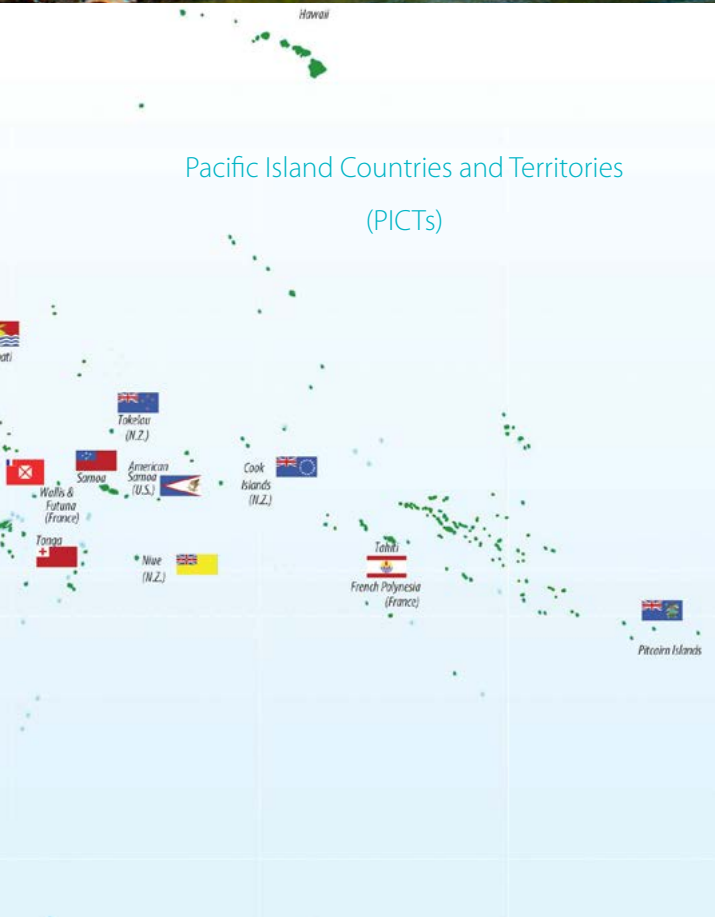 Hawaii
Pacific Island Countries and Territories
(PICTs)
Tokelau
(N.Z.)
Samoa
American
Samoa
(U.S.)
Wallis &
Futuna
(France)
Cook
Islands
(N.Z.)
Tonga
Niue
(N.Z.)
Tahiti
French Polynesia
(France)
Pitcairn Islands